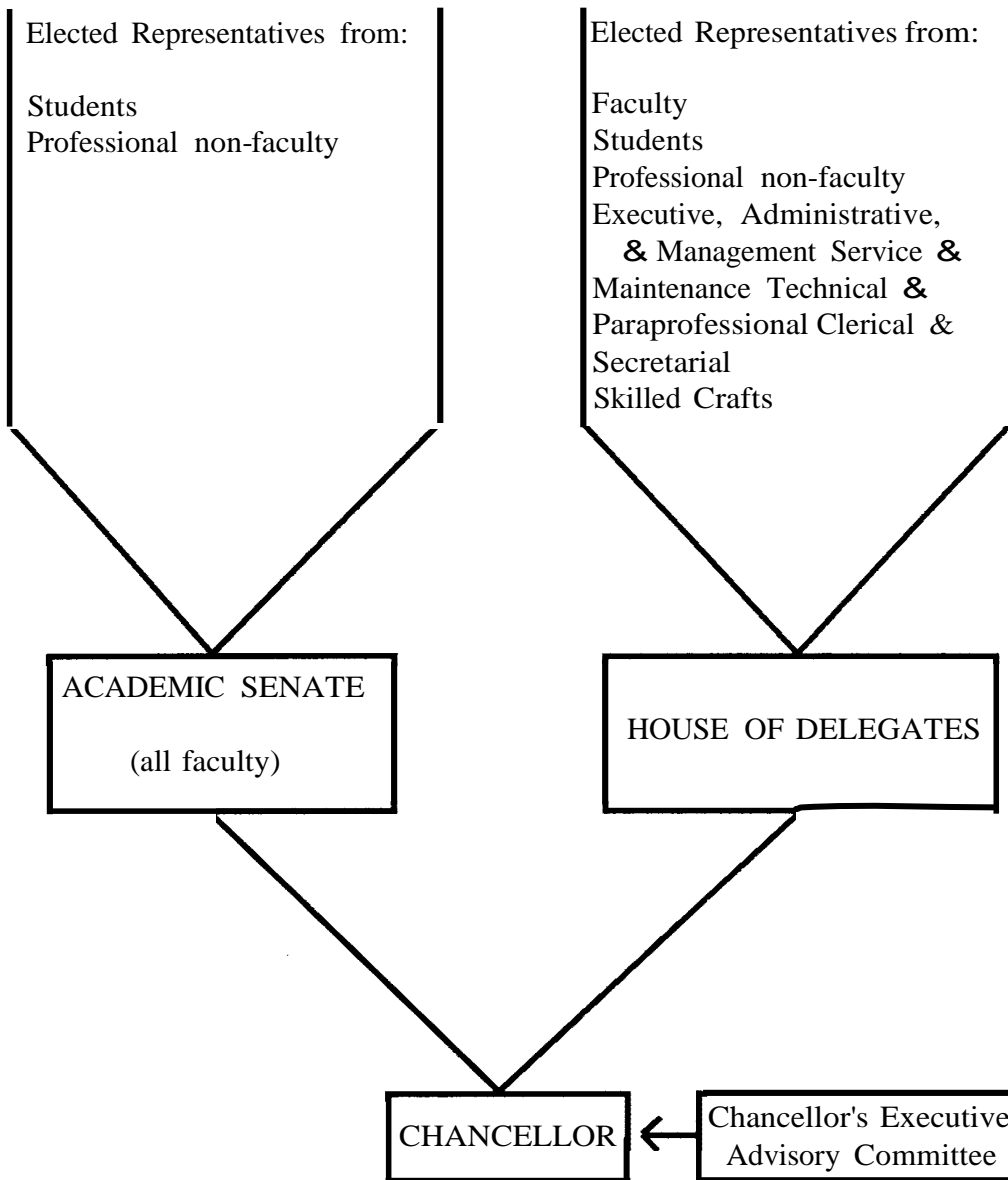 Elected Representatives from:
Students
Professional non-faculty
Elected Representatives from:
Faculty
Students
Professional non-faculty
Executive, Administrative,
& Management Service &
Maintenance Technical &
Paraprofessional Clerical &
Secretarial
Skilled Crafts
ACADEMIC SENATE
(all faculty)
HOUSE OF DELEGATES
CHANCELLOR
Chancellor's Executive
Advisory Committee